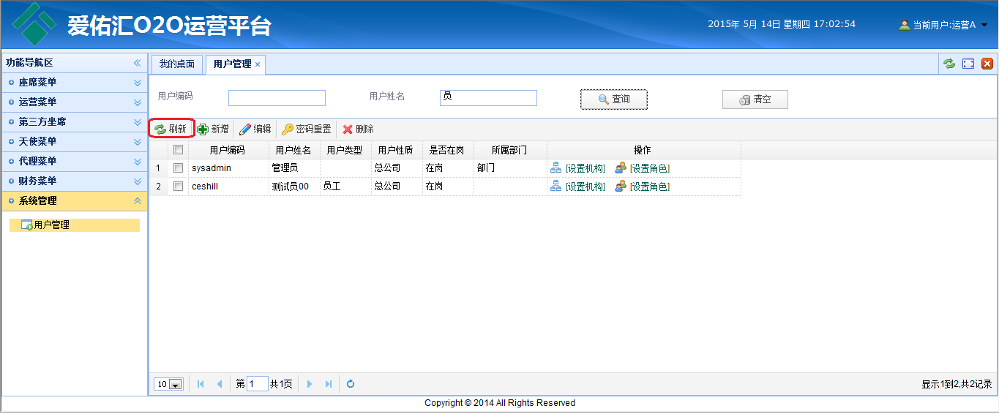 爱佑汇O2O运营平台
2015年 5月 14日 星期四 17:02:54
当前用户:运营A
功能导航区
座席菜单
运营菜单
第三方坐席
天使菜单
代理菜单
财务菜单
系统管理
用户管理
我的桌面 用户管理
用户编码 用户姓名 员 查询 清空
刷新 新增 编辑 密码重置 删除
用户编码 用户姓名 用户类型 用户性质 是否在岗 所属部门 操作
1 sysadmin 管理员 总公司 在岗 部门 [设置机构] [设置角色]
2 ceshill 测试员00 员工 总公司 在岗 [设置机构] [设置角色]
10 第 1 共1页 显示1到2,共2记录
Copyright © 2014 All Rights Reserved